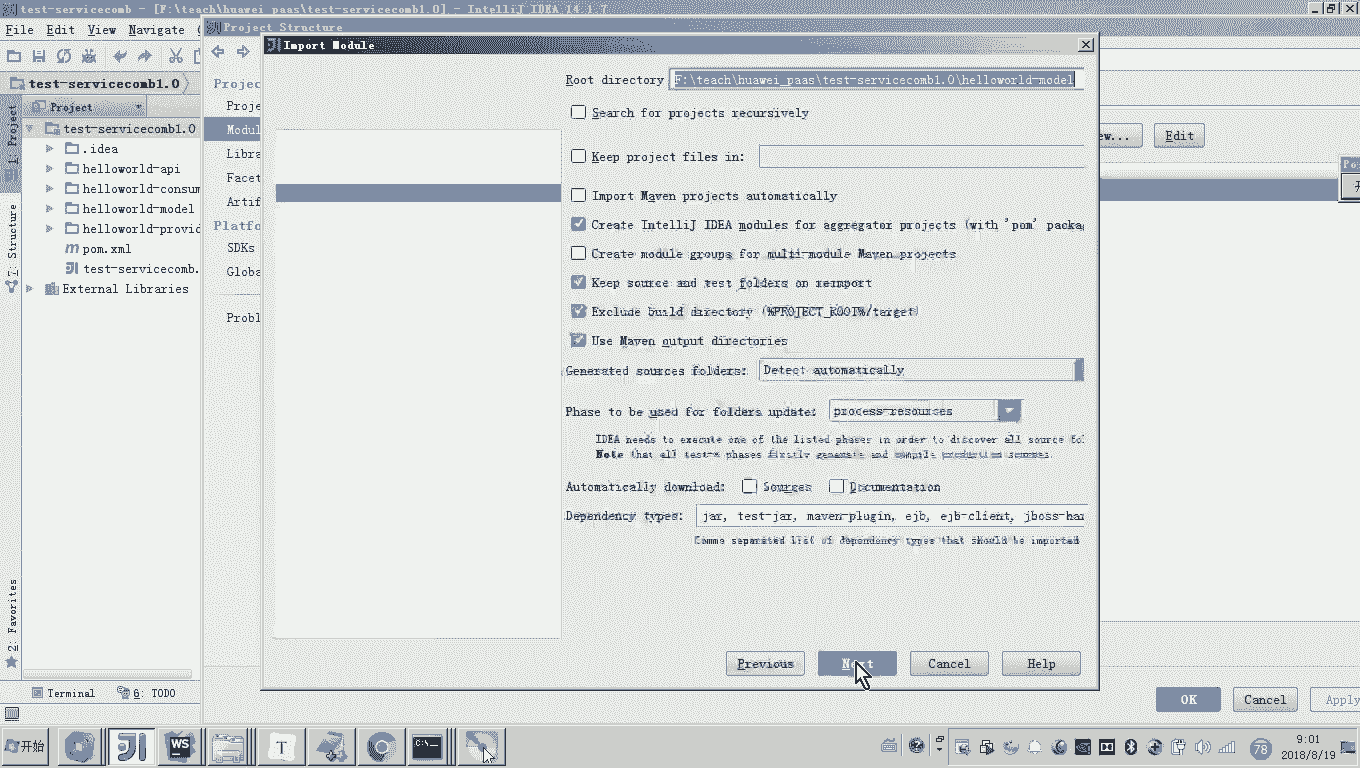 test-servicecomb - [F:\teach\huawei_paas\test-servicecomb1.0] - IntelliJ IDEA 14.1.7
File Edit View Navigate
Project Structure
Import Module
test-servicecomb1.0
Project
test-servicecomb1.0
.idea
helloworld-api
helloworld-consum
helloworld-model
helloworld-provid
pom.xml
test-servicecomb.
External Libraries
1: Project
7: Structure
2: Favorites
Projec
Proje
Modul
Libra
Facet
Artif
Platfo
SDKs
Globa
Probl
Root directory F:\teach\huawei_paas\test-servicecomb1.0\helloworld-model
Search for projects recursively
Keep project files in:
Import Maven projects automatically
Create IntelliJ IDEA modules for aggregator projects (with 'pom' packa
Create module groups for multi-module Maven projects
Keep source and test folders on reimport
Exclude build directory (%PROJECT_ROOT%/target)
Use Maven output directories
Generated sources folders: Detect automatically
Phase to be used for folders update: process-resources
IDEA needs to execute one of the listed phases in order to discover all source fo
Note that all test-* phases firstly generate and compile production sources.
Automatically download: Sources Documentation
Dependency types: jar, test-jar, maven-plugin, ejb, ejb-client, jboss-har
Comma separated list of dependency types that should be imported
Previous Next Cancel Help
ew... Edit
OK Cancel Apply
Terminal 6: TODO
开始
WS
T
C:\
78
9:01
2018/8/19